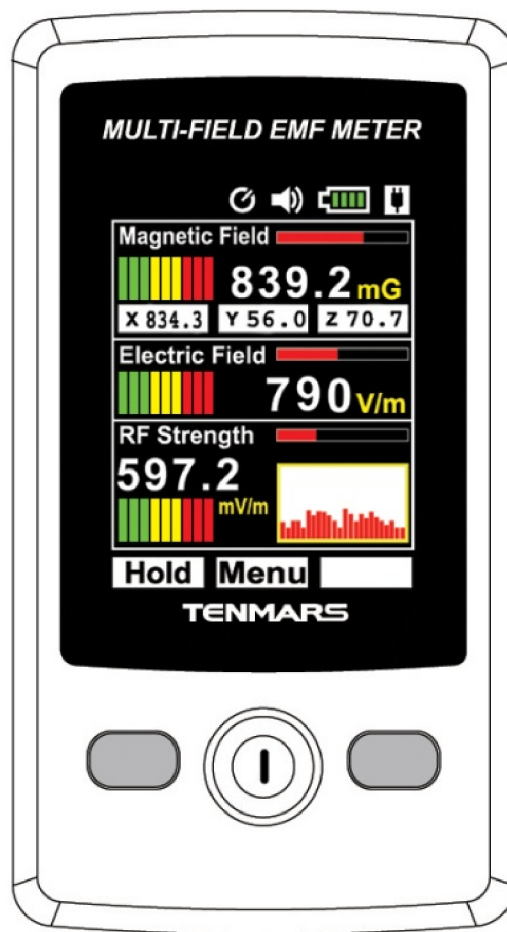 MULTI-FIELD EMF METER
Magnetic Field
839.2 mG
X 834.3 Y 56.0 Z 70.7
Electric Field
790 V/m
RF Strength
597.2
mV/m
Hold Menu
TENMARS